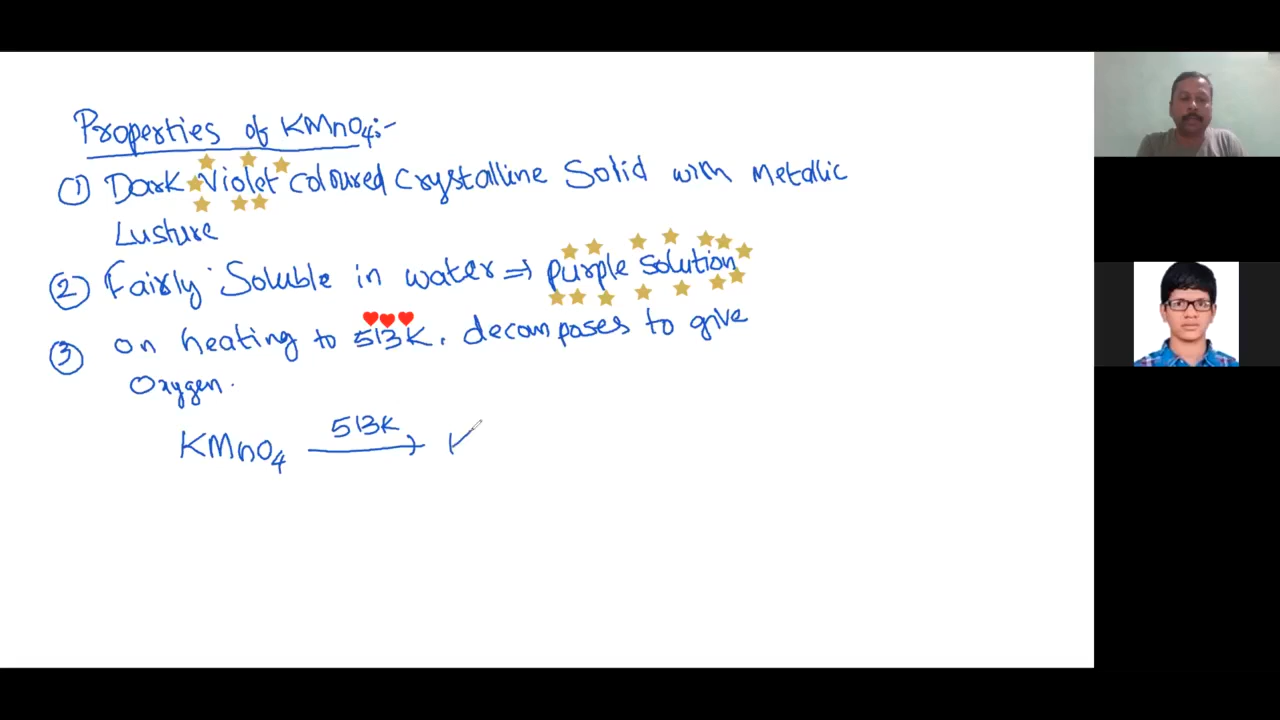 Properties of KMnO4:-
① Dark Violet Coloured Crystalline Solid with Metallic
Lusture
② Fairly Soluble in water ⇒ purple solution
③ on heating to 513K, decomposes to give
Oxygen.
513K
KMnO4 → K